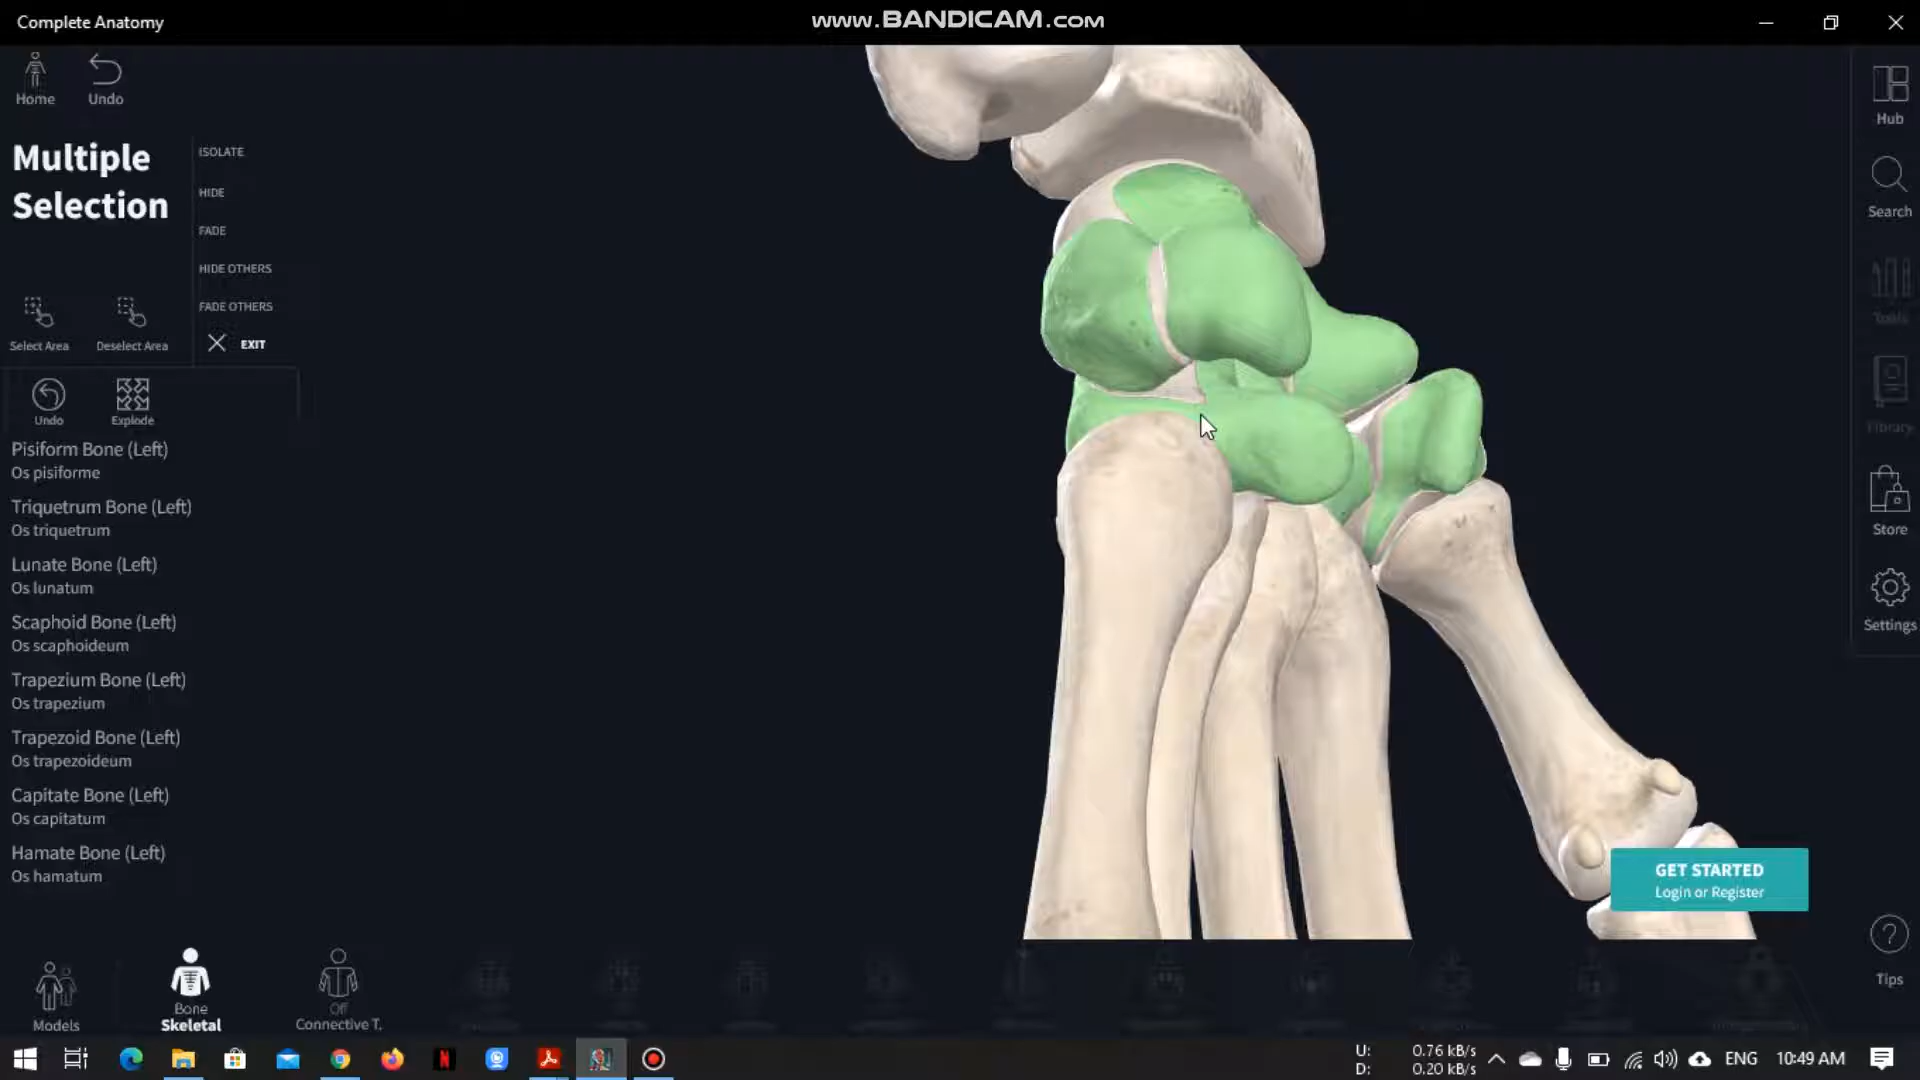 Complete Anatomy
www.BANDICAM.com
Home
Undo
Multiple
Selection
ISOLATE
HIDE
FADE
HIDE OTHERS
FADE OTHERS
EXIT
Select Area
Deselect Area
Undo
Explode
Pisiform Bone (Left)
Os pisiforme
Triquetrum Bone (Left)
Os triquetrum
Lunate Bone (Left)
Os lunatum
Scaphoid Bone (Left)
Os scaphoideum
Trapezium Bone (Left)
Os trapezium
Trapezoid Bone (Left)
Os trapezoideum
Capitate Bone (Left)
Os capitatum
Hamate Bone (Left)
Os hamatum
Hub
Search
Tools
Library
Store
Settings
GET STARTED
Login or Register
Tips
Models
Bone
Skeletal
Off
Connective T.
U: 0.76 kB/s
D: 0.20 kB/s
ENG
10:49 AM